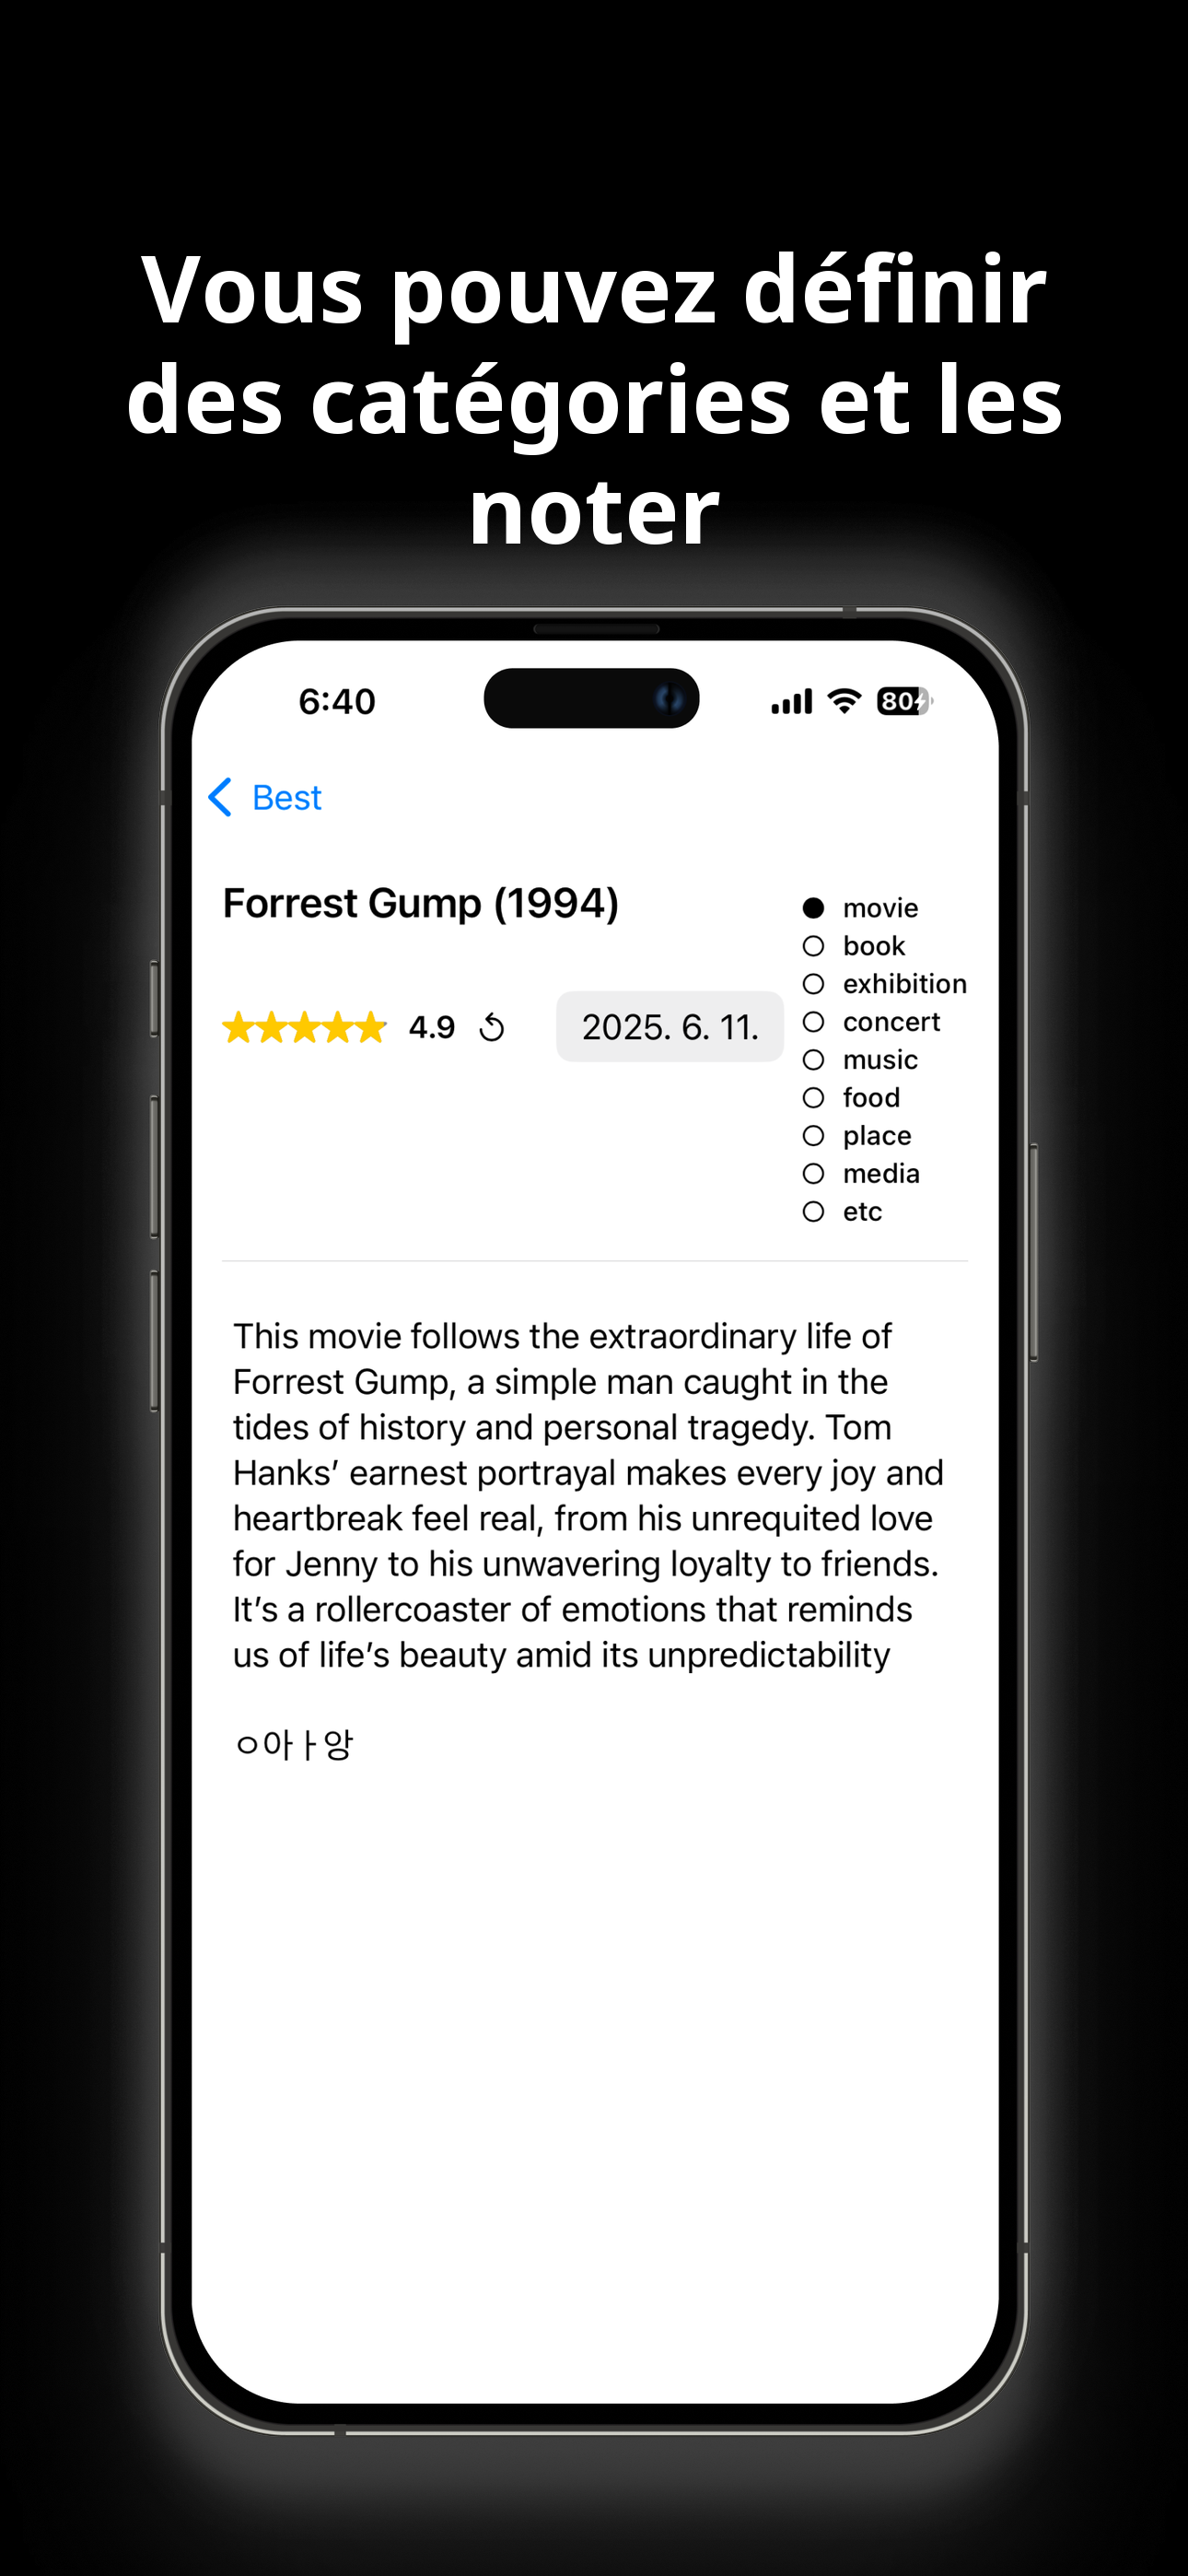 Vous pouvez définir
des catégories et les
noter
6:40
80
Best
Forrest Gump (1994)
4.9
2025. 6. 11.
movie
book
exhibition
concert
music
food
place
media
etc
This movie follows the extraordinary life of
Forrest Gump, a simple man caught in the
tides of history and personal tragedy. Tom
Hanks’ earnest portrayal makes every joy and
heartbreak feel real, from his unrequited love
for Jenny to his unwavering loyalty to friends.
It’s a rollercoaster of emotions that reminds
us of life’s beauty amid its unpredictability
ㅇ아ㅏ앙